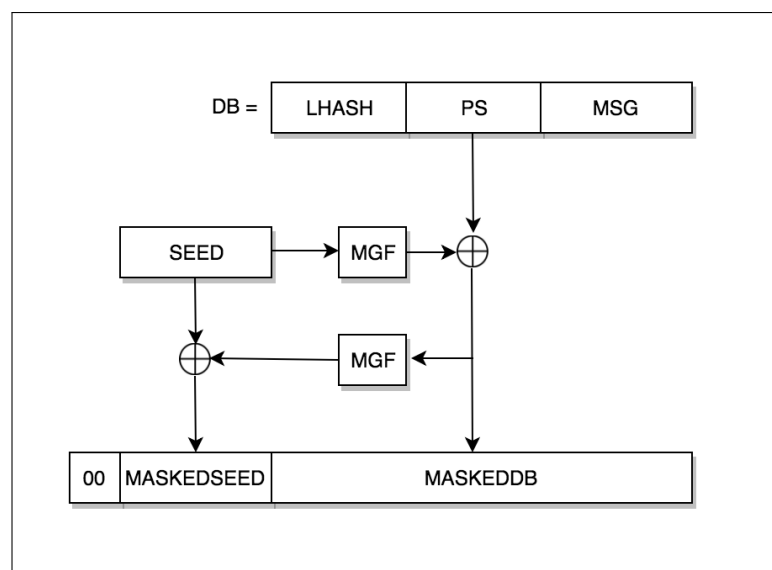 DB = LHASH PS MSG
SEED MGF
MGF
00 MASKEDSEED MASKEDDB